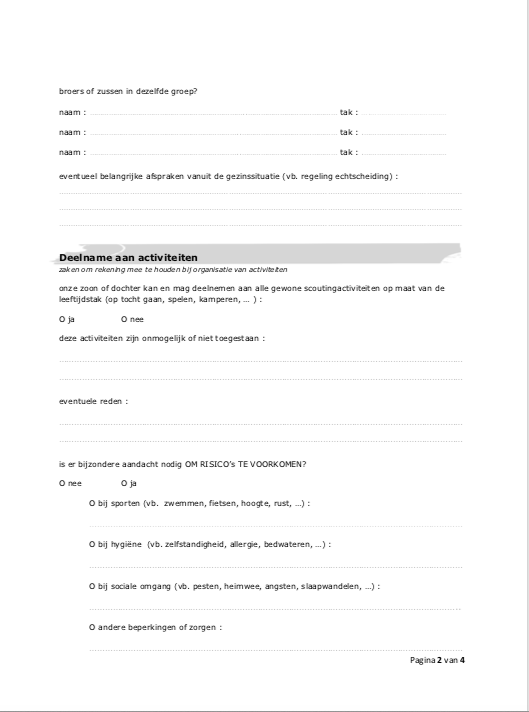 broers of zussen in dezelfde groep?
naam : tak :
naam : tak :
naam : tak :
eventueel belangrijke afspraken vanuit de gezinssituatie (vb. regeling echtscheiding) :
Deelname aan activiteiten
zaken om rekening mee te houden bij organisatie van activiteiten
onze zoon of dochter kan en mag deelnemen aan alle gewone scoutingactiviteiten op maat van de
leeftijdstak (op tocht gaan, spelen, kamperen, … ) :
O ja O nee
deze activiteiten zijn onmogelijk of niet toegestaan :
eventuele reden :
is er bijzondere aandacht nodig OM RISICO's TE VOORKOMEN?
O nee O ja
O bij sporten (vb. zwemmen, fietsen, hoogte, rust, …) :
O bij hygiëne (vb. zelfstandigheid, allergie, bedwateren, …) :
O bij sociale omgang (vb. pesten, heimwee, angsten, slaapwandelen, …) :
O andere beperkingen of zorgen :
Pagina 2 van 4